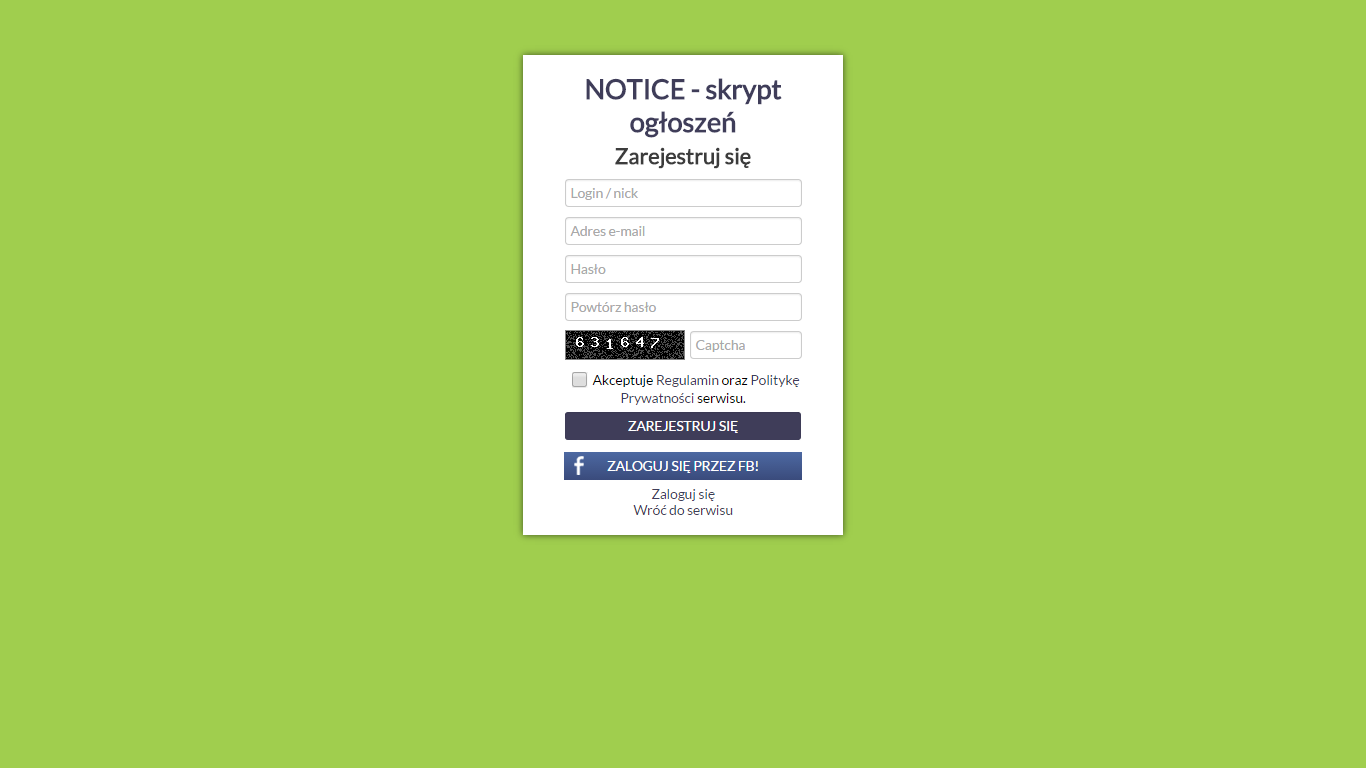 NOTICE - skrypt
ogłoszeń
Zarejestruj się
Login / nick
Adres e-mail
Hasło
Powtórz hasło
631647 Captcha
Akceptuje Regulamin oraz Politykę
Prywatności serwisu.
ZAREJESTRUJ SIĘ
f ZALOGUJ SIĘ PRZEZ FB!
Zaloguj się
Wróć do serwisu